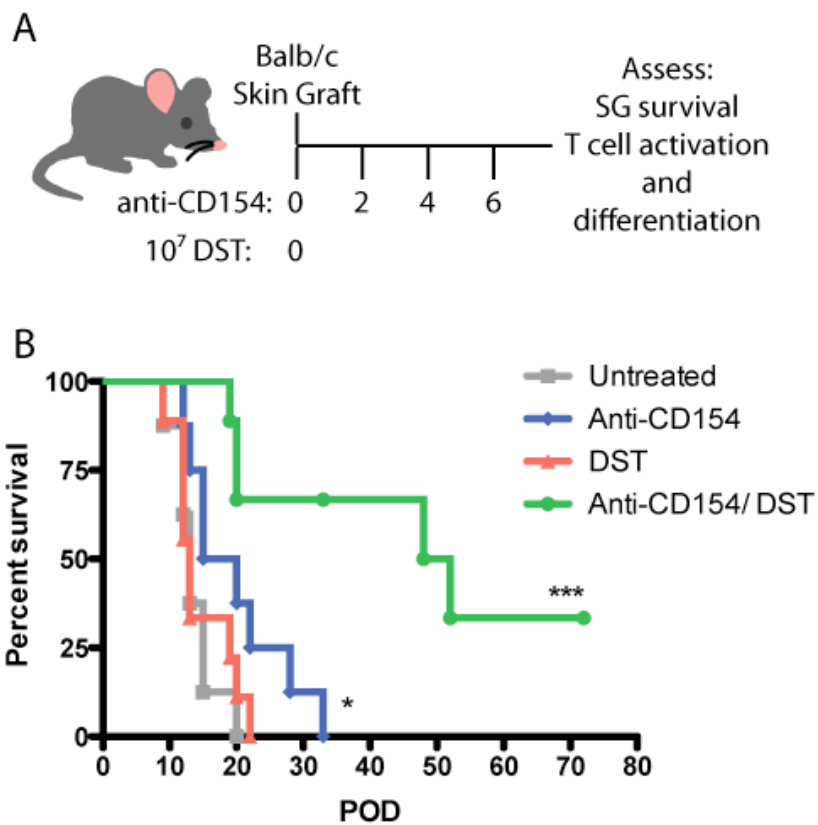 A
Balb/c
Skin Graft
Assess:
SG survival
T cell activation
and
differentiation
anti-CD154: 0 2 4 6
10⁷ DST: 0
B
Untreated
Anti-CD154
DST
Anti-CD154/ DST
100
75
50
25
0
Percent survival
***
*
0 10 20 30 40 50 60 70 80
POD